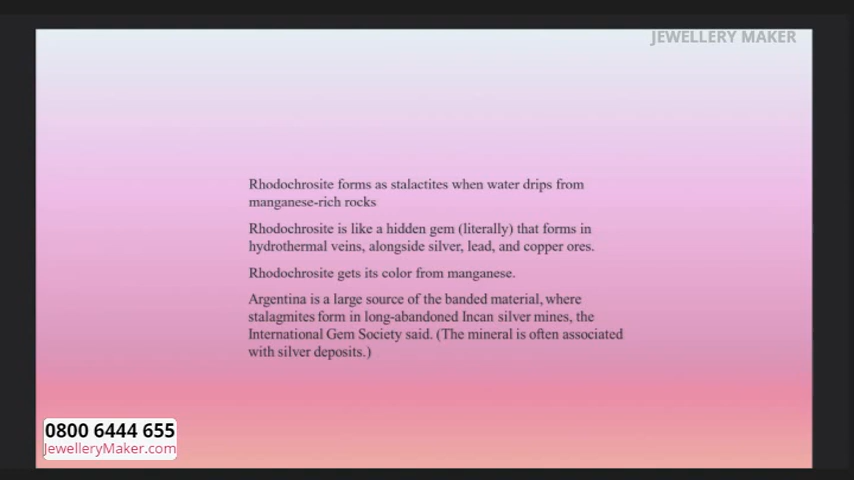 JEWELLERY MAKER
Rhodochrosite forms as stalactites when water drips from
manganese-rich rocks
Rhodochrosite is like a hidden gem (literally) that forms in
hydrothermal veins, alongside silver, lead, and copper ores.
Rhodochrosite gets its color from manganese.
Argentina is a large source of the banded material, where
stalagmites form in long-abandoned Incan silver mines, the
International Gem Society said. (The mineral is often associated
with silver deposits.)
0800 6444 655
JewelleryMaker.com